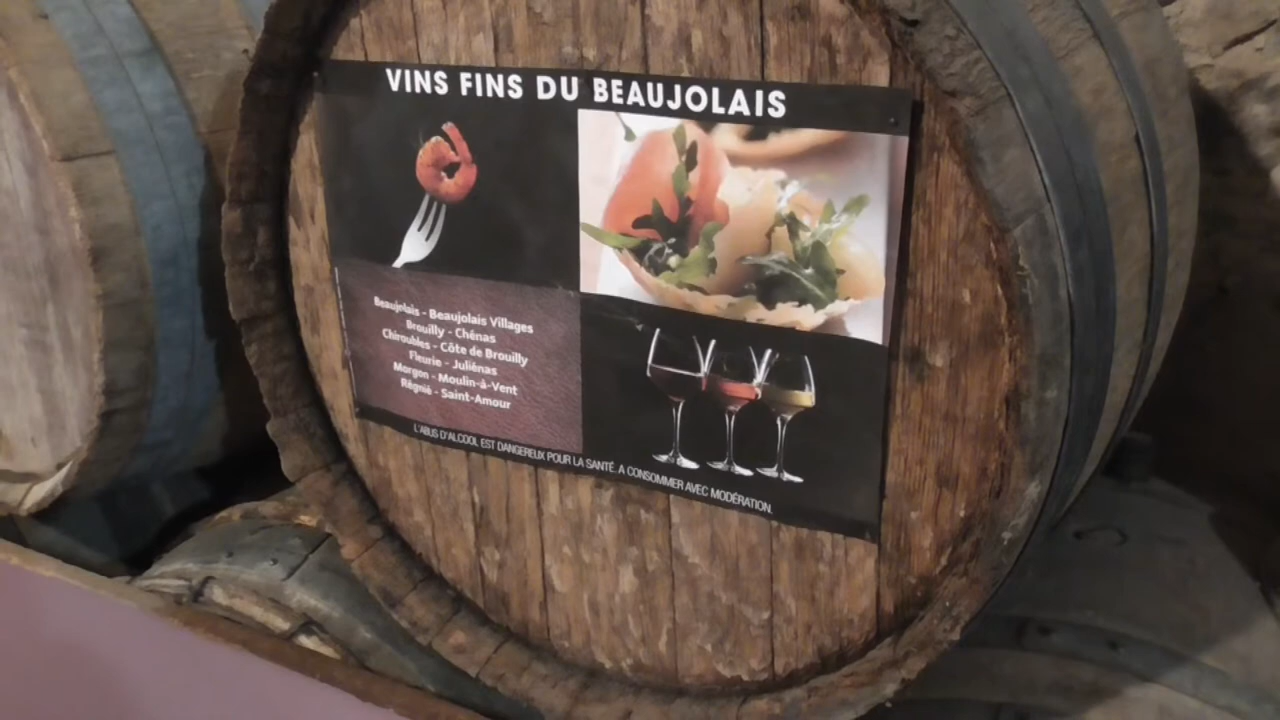 VINS FINS DU BEAUJOLAIS
Beaujolais - Beaujolais Villages
Brouilly - Chénas
Chiroubles - Côte de Brouilly
Fleurie - Juliénas
Morgon - Moulin-à-Vent
Régnié - Saint-Amour
L'ABUS D'ALCOOL EST DANGEREUX POUR LA SANTÉ. A CONSOMMER AVEC MODÉRATION.